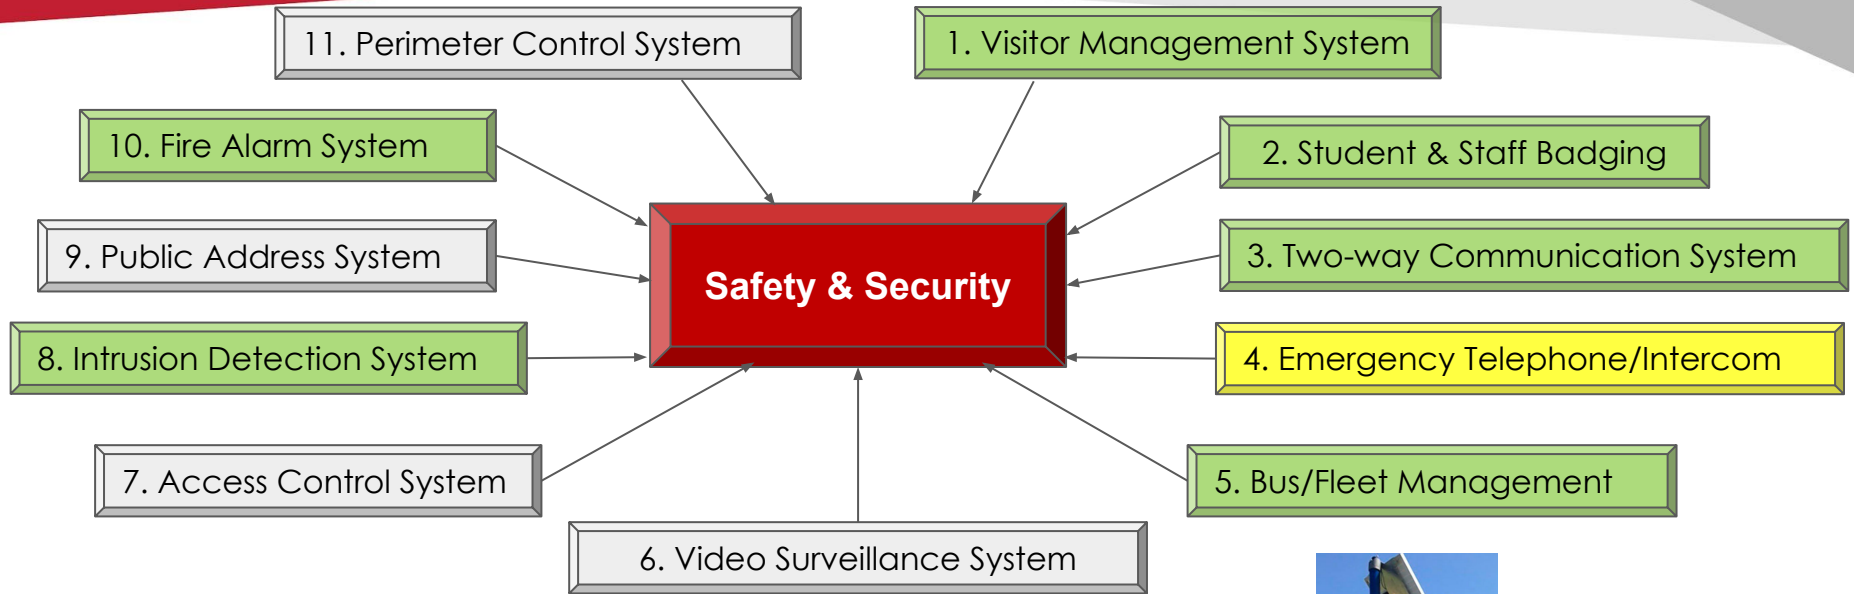 11. Perimeter Control System
1. Visitor Management System
10. Fire Alarm System
2. Student & Staff Badging
9. Public Address System
Safety & Security
3. Two-way Communication System
8. Intrusion Detection System
4. Emergency Telephone/Intercom
7. Access Control System
5. Bus/Fleet Management
6. Video Surveillance System